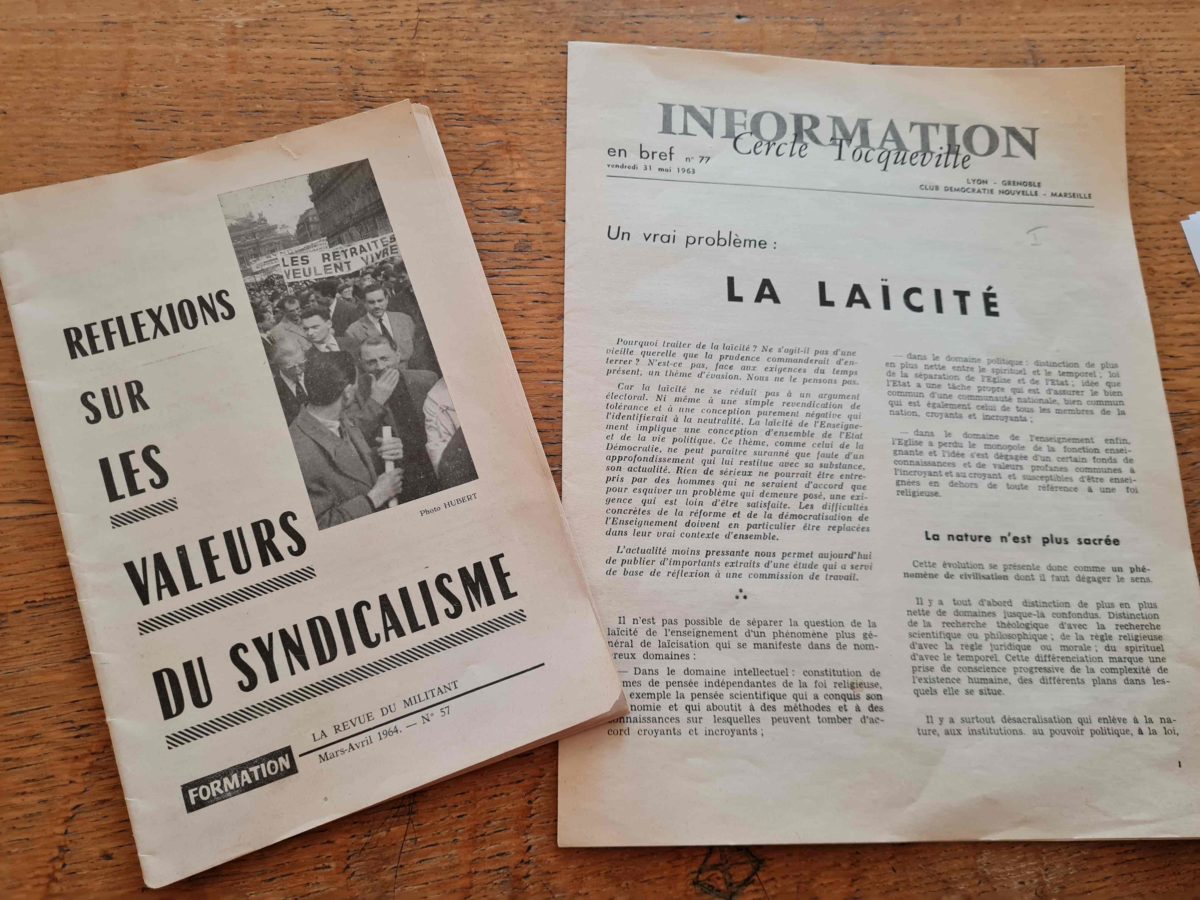 REFLEXIONS
SUR
LES
VALEURS
DU SYNDICALISME
LES RETRAITES
VEULENT VIVRE
Photo HUBERT
LA REVUE DU MILITANT
FORMATION
Mars-Avril 1964. — N° 57
INFORMATION
Cercle Tocqueville
en bref n° 77
vendredi 31 mai 1963
LYON - GRENOBLE
CLUB DEMOCRATIE NOUVELLE - MARSEILLE
Un vrai problème :
LA LAÏCITÉ
Pourquoi traiter de la laïcité ? Ne s'agit-il pas d'une
vieille querelle que la prudence commanderait d'en-
terrer ? N'est-ce pas, face aux exigences du temps
présent, un thème d'évasion. Nous ne le pensons pas.
Car la laïcité ne se réduit pas à un argument
électoral. Ni même à une simple revendication de
tolérance et à une conception purement négative qui
l'identifierait à la neutralité. La laïcité de l'Enseigne-
ment implique une conception d'ensemble de l'Etat
et de la vie politique. Ce thème, comme celui de la
Démocratie, ne peut paraître suranné que faute d'un
approfondissement qui lui restitue avec sa substance,
son actualité. Rien de sérieux ne pourrait être entre-
pris par des hommes qui ne seraient d'accord que
pour esquiver un problème qui demeure posé, une exi-
gence qui est loin d'être satisfaite. Les difficultés
concrètes de la réforme et de la démocratisation de
l'Enseignement doivent en particulier être replacées
dans leur vrai contexte d'ensemble.
L'actualité moins pressante nous permet aujourd'hui
de publier d'importants extraits d'une étude qui a servi
de base de réflexion à une commission de travail.
Il n'est pas possible de séparer la question de la
laïcité de l'enseignement d'un phénomène plus gé-
néral de laïcisation qui se manifeste dans de nom-
breux domaines :
— Dans le domaine intellectuel : constitution de
mes de pensée indépendantes de la foi religieuse,
exemple la pensée scientifique qui a conquis son
onomie et qui aboutit à des méthodes et à des
onnaissances sur lesquelles peuvent tomber d'ac-
cord croyants et incroyants ;
— dans le domaine politique : distinction de plus
en plus nette entre le spirituel et le temporel ; loi
de la séparation de l'Eglise et de l'Etat ; idée que
l'Etat a une tâche propre qui est d'assurer le bien
commun d'une communauté nationale, bien commun
qui est également celui de tous les membres de la
nation, croyants et incroyants ;
— dans le domaine de l'enseignement enfin,
l'Eglise a perdu le monopole de la fonction ensei-
gnante et l'idée s'est dégagée d'un certain fonds de
connaissances et de valeurs profanes communes à
l'incroyant et au croyant et susceptibles d'être ensei-
gnées en dehors de toute référence à une foi
religieuse.
La nature n'est plus sacrée
Cette évolution se présente donc comme un phé-
nomène de civilisation dont il faut dégager le sens.
Il y a tout d'abord distinction de plus en plus
nette de domaines jusque-là confondus. Distinction
de la recherche théologique d'avec la recherche
scientifique ou philosophique ; de la règle religieuse
d'avec la règle juridique ou morale ; du spirituel
d'avec le temporel. Cette différenciation marque une
prise de conscience progressive de la complexité de
l'existence humaine, des différents plans dans les-
quels elle se situe.
Il y a surtout désacralisation qui enlève à la na-
ture, aux institutions, au pouvoir politique, à la loi,
1